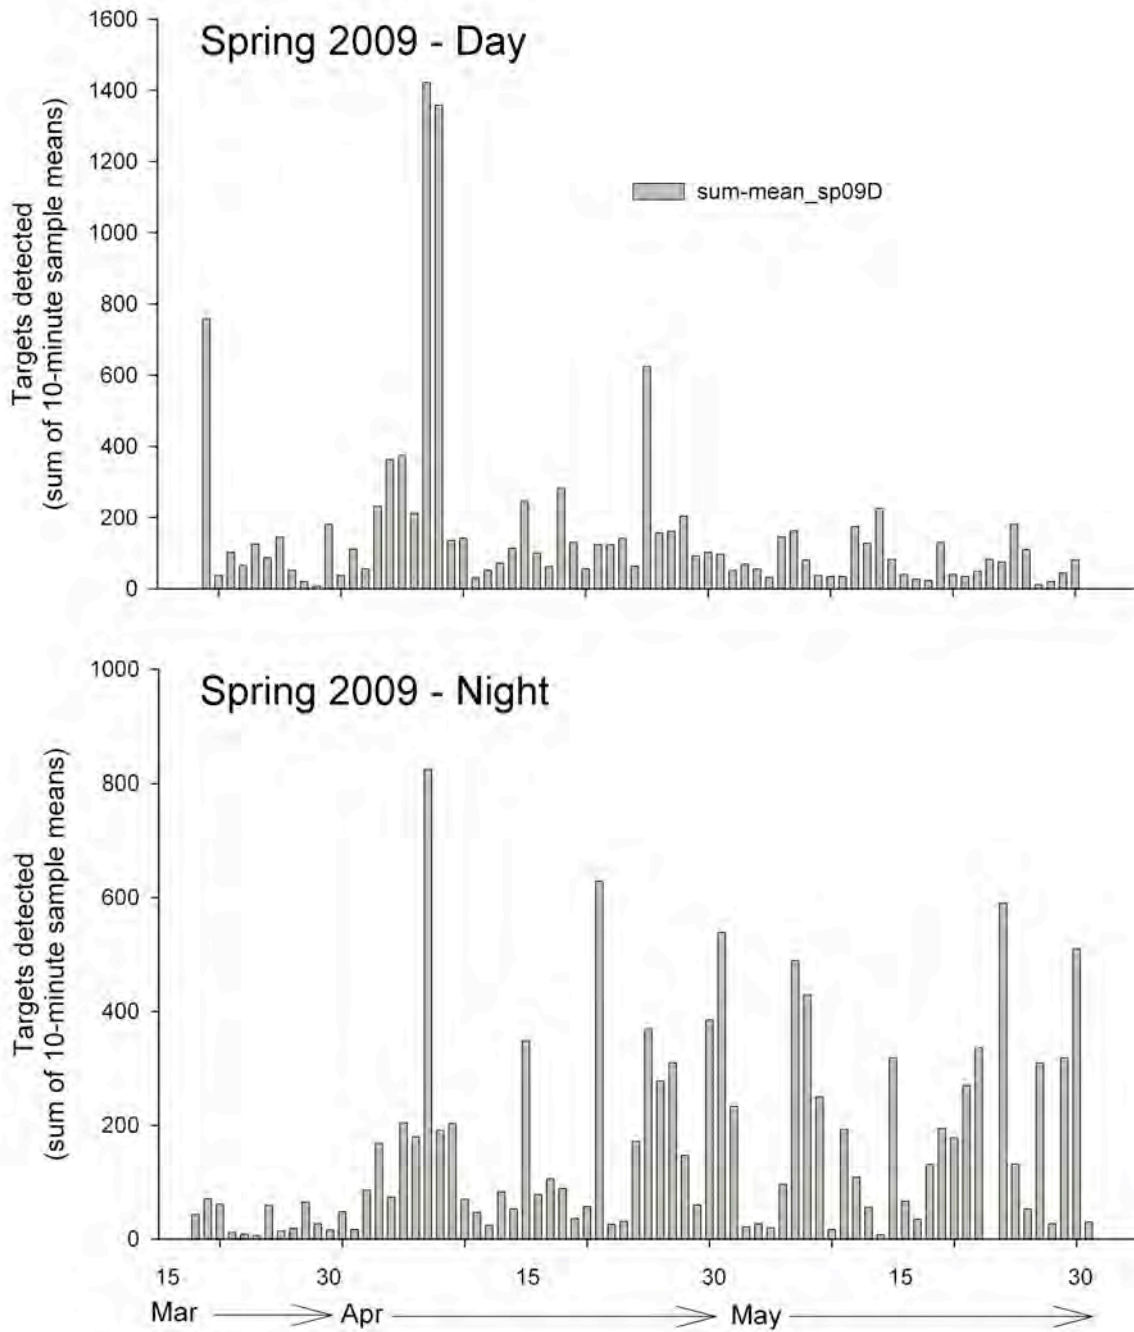 Spring 2009 - Day
Targets detected
(sum of 10-minute sample means)
1600
1400
1200
1000
800
600
400
200
0
sum-mean_sp09D
Spring 2009 - Night
Targets detected
(sum of 10-minute sample means)
1000
800
600
400
200
0
15 30 15 30 15 30
Mar Apr May